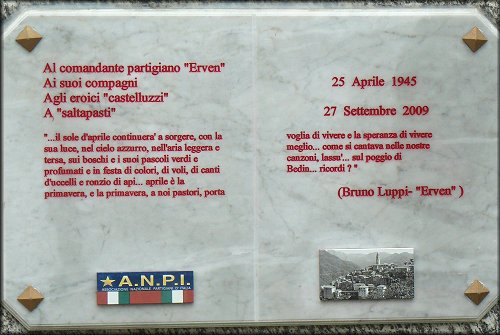 Al comandante partigiano "Erven"
Ai suoi compagni
Agli eroici "castelluzzi"
A "saltapasti"
"...il sole d'aprile continuera' a sorgere, con la
sua luce, nel cielo azzurro, nell'aria leggera e
tersa, sui boschi e i suoi pascoli verdi e
profumati e in festa di colori, di voli, di canti
d'uccelli e ronzio di api... aprile è la
primavera, e la primavera, a noi pastori, porta
25 Aprile 1945
27 Settembre 2009
voglia di vivere e la speranza di vivere
meglio... come si cantava nelle nostre
canzoni, lassu'... sul poggio di
Bedin... ricordi ? "
(Bruno Luppi- "Erven" )
A.N.P.I.
ASSOCIAZIONE NAZIONALE PARTIGIANI D'ITALIA